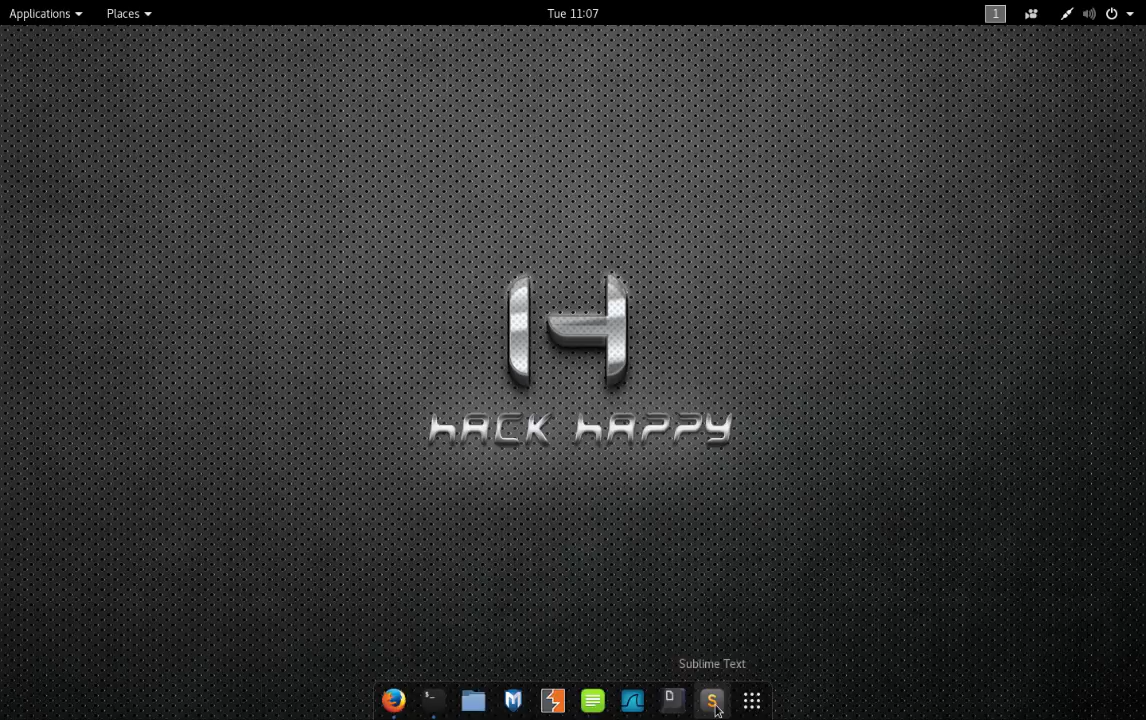 Applications Places Tue 11:07 1
HACK HAPPY
Sublime Text
$_ D S